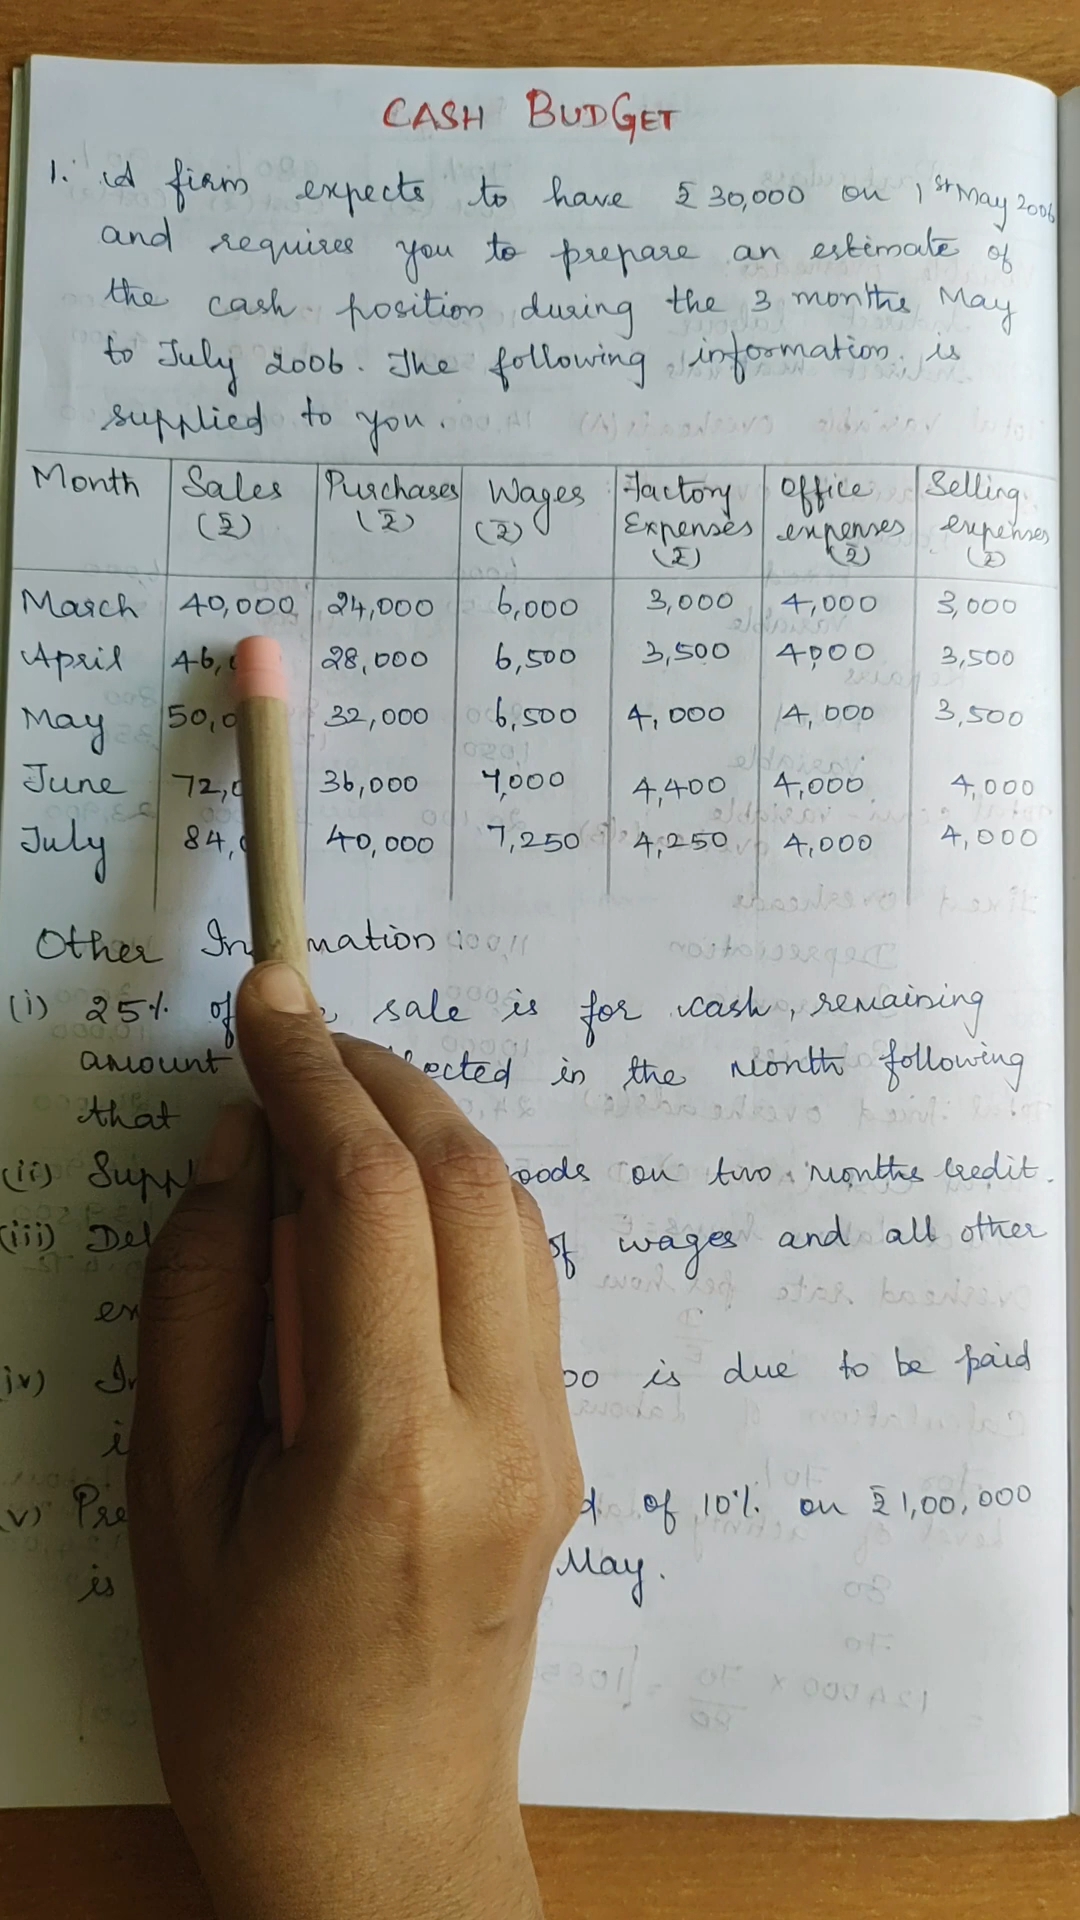 CASH BUDGET
1. A firm expects to have ₹ 30,000 on 1st May 2006
and requires you to prepare an estimate of
the cash position during the 3 months May
to July 2006. The following information is
supplied to you.
Month Sales (₹) Purchases (₹) Wages (₹) Factory Expenses (₹) Office expenses (₹) Selling expenses (₹)
March 40,000 24,000 6,000 3,000 4,000 3,000
April 28,000 6,500 3,500 4,000 3,500
May 32,000 6,500 4,000 4,000 3,500
June 36,000 7,000 4,400 4,000 4,000
July 40,000 7,250 4,250 4,000 4,000
Other
(i) 25% sale is for cash, remaining
amount in the month following
that
(ii) on two months credit.
(iii) of wages and all other
(iv) is due to be paid
(v) of 10% on ₹ 1,00,000
is May.